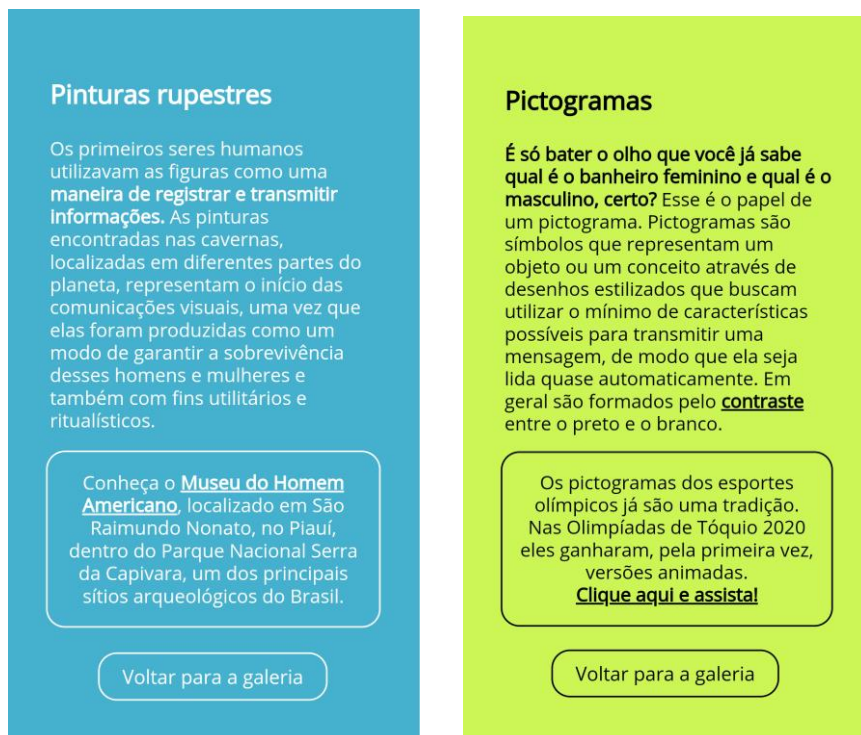 Pinturas rupestres
Os primeiros seres humanos
utilizavam as figuras como uma
maneira de registrar e transmitir
informações. As pinturas
encontradas nas cavernas,
localizadas em diferentes partes do
planeta, representam o início das
comunicações visuais, uma vez que
elas foram produzidas como um
modo de garantir a sobrevivência
desses homens e mulheres e
também com fins utilitários e
ritualísticos.
Conheça o Museu do Homem
Americano, localizado em São
Raimundo Nonato, no Piauí,
dentro do Parque Nacional Serra
da Capivara, um dos principais
sítios arqueológicos do Brasil.
Voltar para a galeria
Pictogramas
É só bater o olho que você já sabe
qual é o banheiro feminino e qual é o
masculino, certo? Esse é o papel de
um pictograma. Pictogramas são
símbolos que representam um
objeto ou um conceito através de
desenhos estilizados que buscam
utilizar o mínimo de características
possíveis para transmitir uma
mensagem, de modo que ela seja
lida quase automaticamente. Em
geral são formados pelo contraste
entre o preto e o branco.
Os pictogramas dos esportes
olímpicos já são uma tradição.
Nas Olimpíadas de Tóquio 2020
eles ganharam, pela primeira vez,
versões animadas.
Clique aqui e assista!
Voltar para a galeria